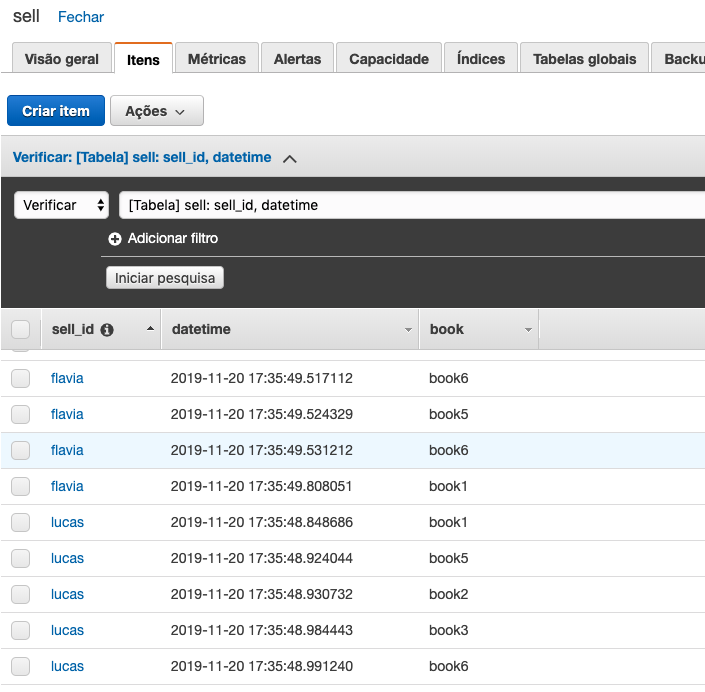 sell Fechar
Visão geral Itens Métricas Alertas Capacidade Índices Tabelas globais Backu
Criar item Ações
Verificar: [Tabela] sell: sell_id, datetime
Verificar [Tabela] sell: sell_id, datetime
Adicionar filtro
Iniciar pesquisa
sell_id datetime book
flavia 2019-11-20 17:35:49.517112 book6
flavia 2019-11-20 17:35:49.524329 book5
flavia 2019-11-20 17:35:49.531212 book6
flavia 2019-11-20 17:35:49.808051 book1
lucas 2019-11-20 17:35:48.848686 book1
lucas 2019-11-20 17:35:48.924044 book5
lucas 2019-11-20 17:35:48.930732 book2
lucas 2019-11-20 17:35:48.984443 book3
lucas 2019-11-20 17:35:48.991240 book6